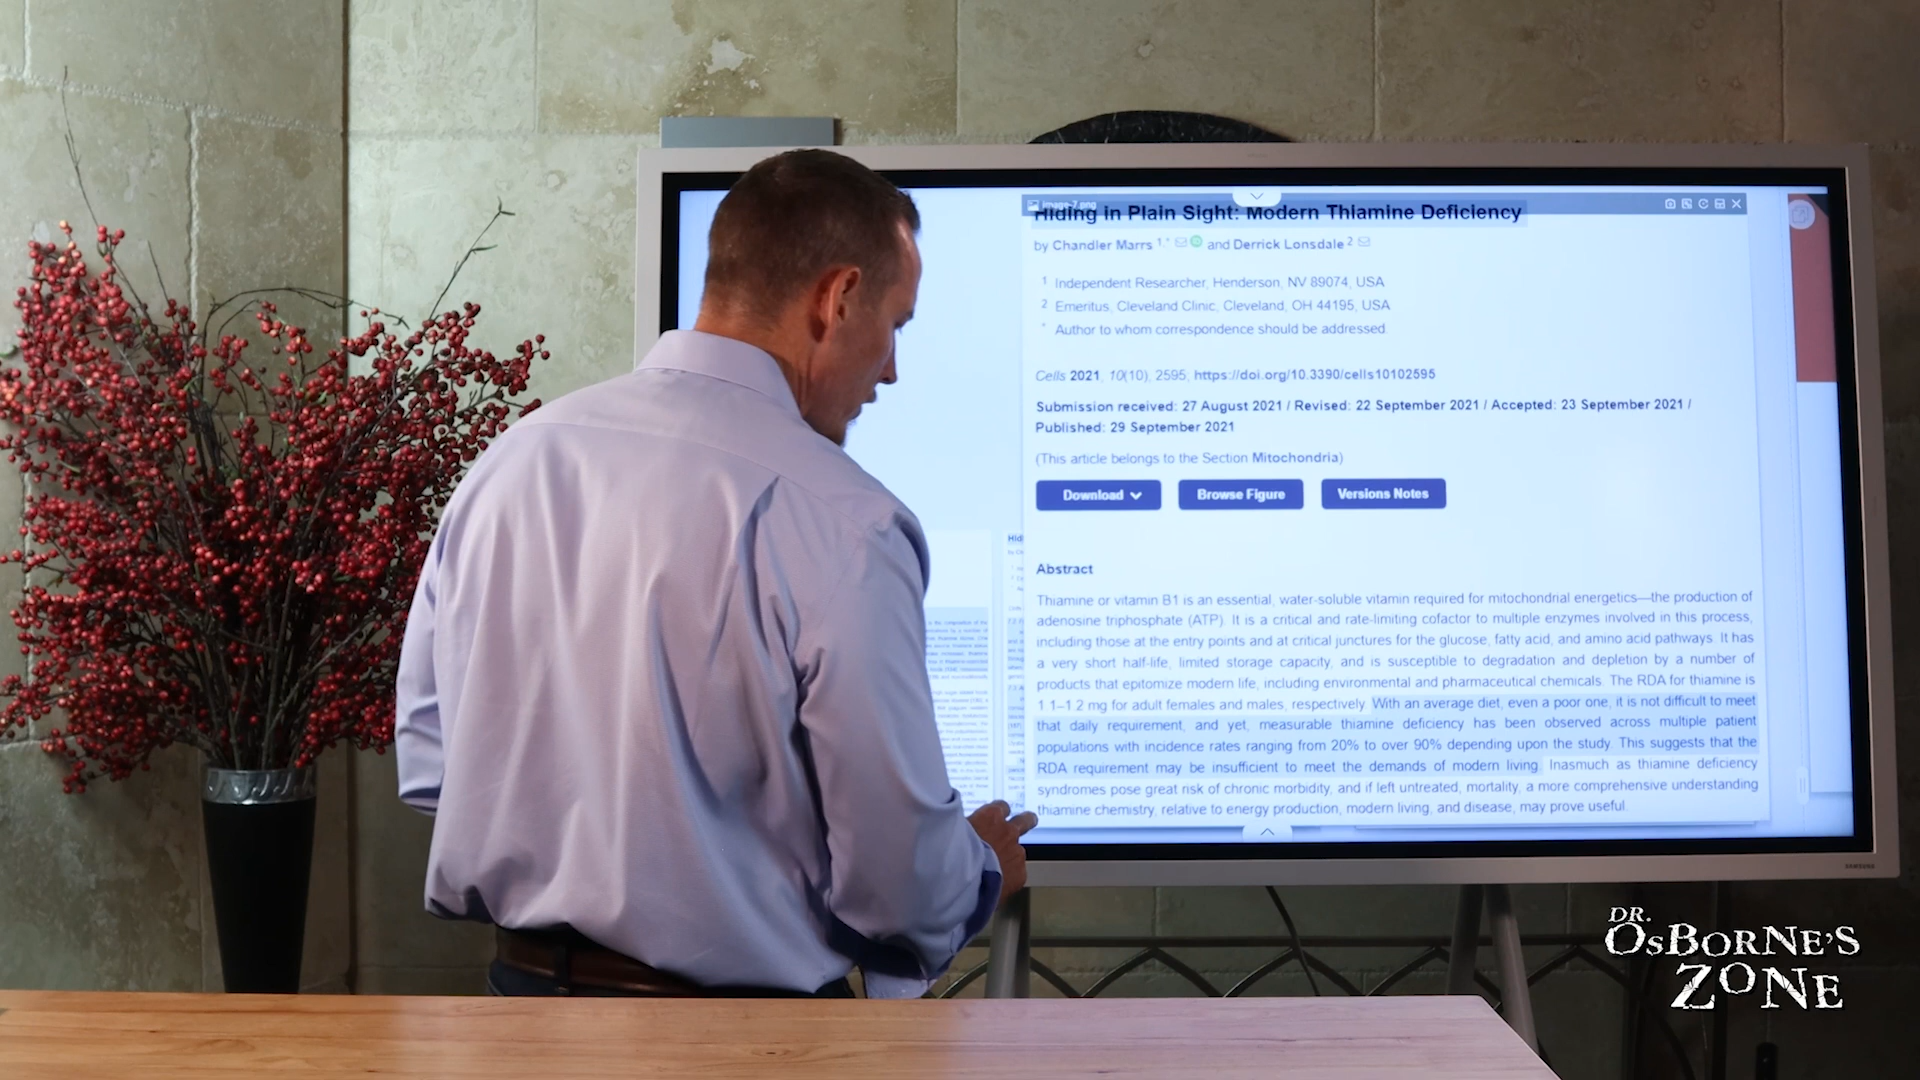 image-7.png
Hiding in Plain Sight: Modern Thiamine Deficiency
by Chandler Marrs 1,* and Derrick Lonsdale 2
1 Independent Researcher, Henderson, NV 89074, USA
2 Emeritus, Cleveland Clinic, Cleveland, OH 44195, USA
* Author to whom correspondence should be addressed.
Cells 2021, 10(10), 2595; https://doi.org/10.3390/cells10102595
Submission received: 27 August 2021 / Revised: 22 September 2021 / Accepted: 23 September 2021 /
Published: 29 September 2021
(This article belongs to the Section Mitochondria)
Download
Browse Figure
Versions Notes
Abstract
Thiamine or vitamin B1 is an essential, water-soluble vitamin required for mitochondrial energetics—the production of
adenosine triphosphate (ATP). It is a critical and rate-limiting cofactor to multiple enzymes involved in this process,
including those at the entry points and at critical junctures for the glucose, fatty acid, and amino acid pathways. It has
a very short half-life, limited storage capacity, and is susceptible to degradation and depletion by a number of
products that epitomize modern life, including environmental and pharmaceutical chemicals. The RDA for thiamine is
1.1–1.2 mg for adult females and males, respectively. With an average diet, even a poor one, it is not difficult to meet
that daily requirement, and yet, measurable thiamine deficiency has been observed across multiple patient
populations with incidence rates ranging from 20% to over 90% depending upon the study. This suggests that the
RDA requirement may be insufficient to meet the demands of modern living. Inasmuch as thiamine deficiency
syndromes pose great risk of chronic morbidity, and if left untreated, mortality, a more comprehensive understanding
thiamine chemistry, relative to energy production, modern living, and disease, may prove useful.
SAMSUNG
DR.
OSBORNE'S
ZONE